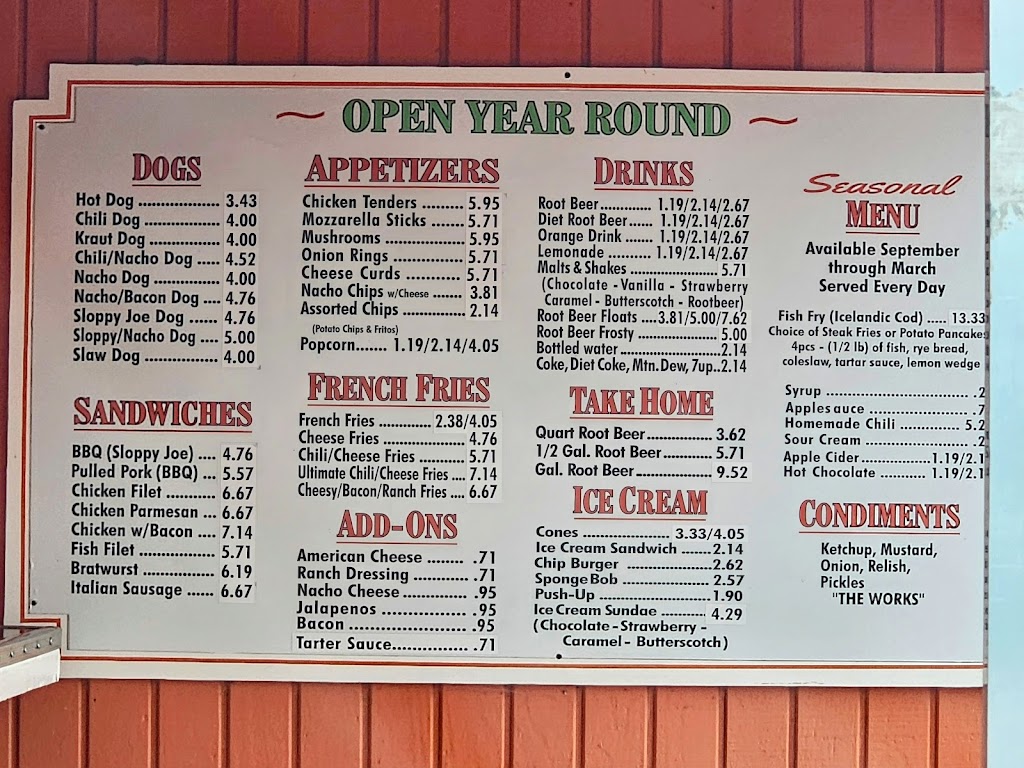 ~ OPEN YEAR ROUND ~
DOGS
Hot Dog .................. 3.43
Chili Dog ................ 4.00
Kraut Dog ................ 4.00
Chili/Nacho Dog ..... 4.52
Nacho Dog ............... 4.00
Nacho/Bacon Dog ... 4.76
Sloppy Joe Dog ...... 4.76
Sloppy/Nacho Dog ... 5.00
Slaw Dog ................. 4.00
SANDWICHES
BBQ (Sloppy Joe) .... 4.76
Pulled Pork (BBQ) ... 5.57
Chicken Filet ........... 6.67
Chicken Parmesan ... 6.67
Chicken w/Bacon .... 7.14
Fish Filet ................. 5.71
Bratwurst ................ 6.19
Italian Sausage ...... 6.67
APPETIZERS
Chicken Tenders ......... 5.95
Mozzarella Sticks ....... 5.71
Mushrooms ................ 5.95
Onion Rings ............... 5.71
Cheese Curds ............. 5.71
Nacho Chips w/Cheese ....... 3.81
Assorted Chips ............. 2.14
(Potato Chips & Fritos)
Popcorn....... 1.19/2.14/4.05
FRENCH FRIES
French Fries ............ 2.38/4.05
Cheese Fries .................. 4.76
Chili/Cheese Fries ........... 5.71
Ultimate Chili/Cheese Fries .... 7.14
Cheesy/Bacon/Ranch Fries .... 6.67
ADD-ONS
American Cheese ....... .71
Ranch Dressing .......... .71
Nacho Cheese ............ .95
Jalapenos ................. .95
Bacon ....................... .95
Tarter Sauce................ .71
DRINKS
Root Beer............ 1.19/2.14/2.67
Diet Root Beer ...... 1.19/2.14/2.67
Orange Drink ....... 1.19/2.14/2.67
Lemonade ........... 1.19/2.14/2.67
Malts & Shakes .................... 5.71
(Chocolate - Vanilla - Strawberry
Caramel - Butterscotch - Rootbeer)
Root Beer Floats ....3.81/5.00/7.62
Root Beer Frosty ................... 5.00
Bottled water......................2.14
Coke, Diet Coke, Mtn. Dew, 7up..2.14
TAKE HOME
Quart Root Beer............... 3.62
1/2 Gal. Root Beer............ 5.71
Gal. Root Beer................... 9.52
ICE CREAM
Cones .................... 3.33/4.05
Ice Cream Sandwich .......2.14
Chip Burger ................... 2.62
Sponge Bob ................... 2.57
Push-Up ......................... 1.90
Ice Cream Sundae ........... 4.29
(Chocolate - Strawberry -
Caramel - Butterscotch)
Seasonal
MENU
Available September
through March
Served Every Day
Fish Fry (Icelandic Cod) ..... 13.33
Choice of Steak Fries or Potato Pancakes
4pcs - (1/2 lb) of fish, rye bread,
coleslaw, tartar sauce, lemon wedge
Syrup ............................... .2
Applesauce ....................... .7
Homemade Chili .............. 5.2
Sour Cream ...................... .2
Apple Cider...............1.19/2.1
Hot Chocolate ........... 1.19/2.1
CONDIMENTS
Ketchup, Mustard,
Onion, Relish,
Pickles
"THE WORKS"